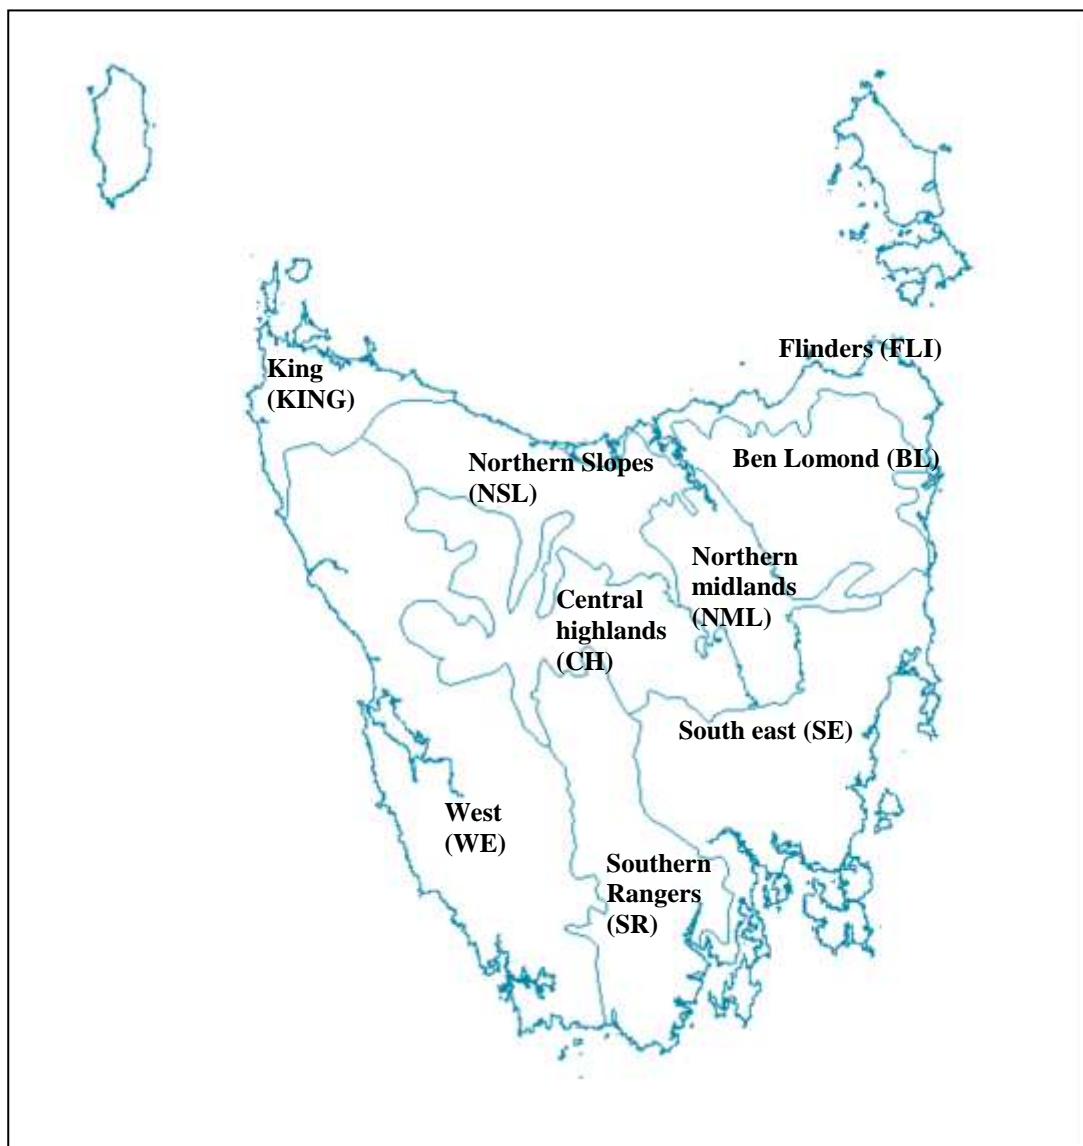 Flinders (FLI)
King
(KING)
Northern Slopes
(NSL)
Ben Lomond (BL)
Northern
midlands
(NML)
Central
highlands
(CH)
South east (SE)
West
(WE)
Southern
Rangers
(SR)